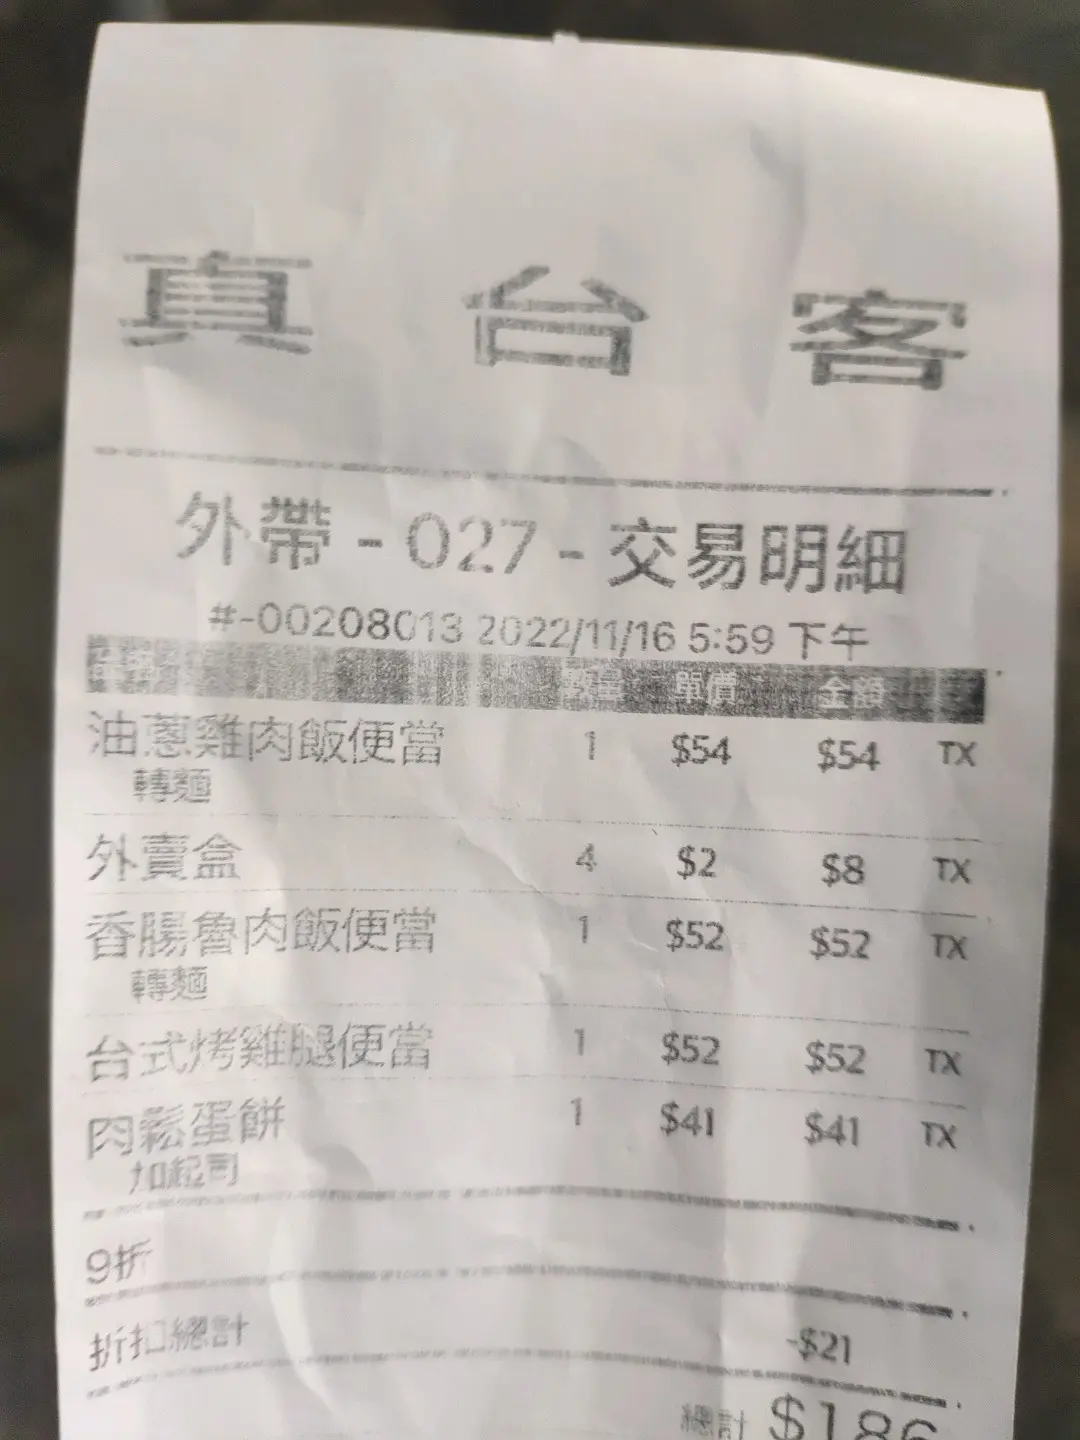 真 台 客
外帶 - 027 - 交易明細
#-00208013 2022/11/16 5:59 下午
數量 單價 金額
油蔥雞肉飯便當 1 $54 $54 TX
轉麵
外賣盒 4 $2 $8 TX
香腸魯肉飯便當 1 $52 $52 TX
轉麵
台式烤雞腿便當 1 $52 $52 TX
肉鬆蛋餅 1 $41 $41 TX
加起司
9折
折扣總計 -$21
總計 $186